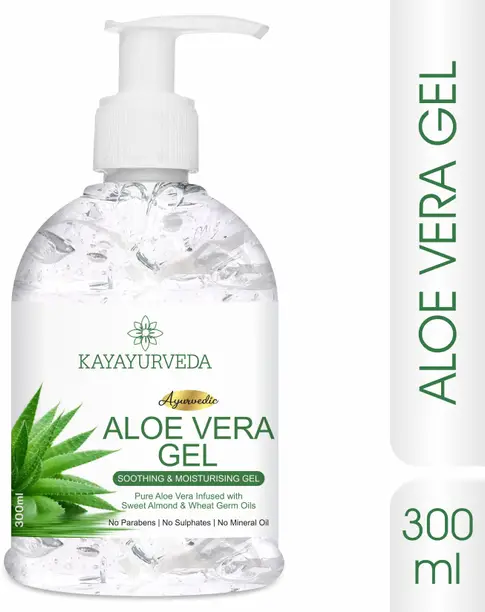 KAYAYURVEDA
Ayurvedic
ALOE VERA
GEL
SOOTHING & MOISTURISING GEL
Pure Aloe Vera Infused with
Sweet Almond & Wheat Germ Oils
No Parabens | No Sulphates | No Mineral Oil
300ml
ALOE VERA GEL
300
ml